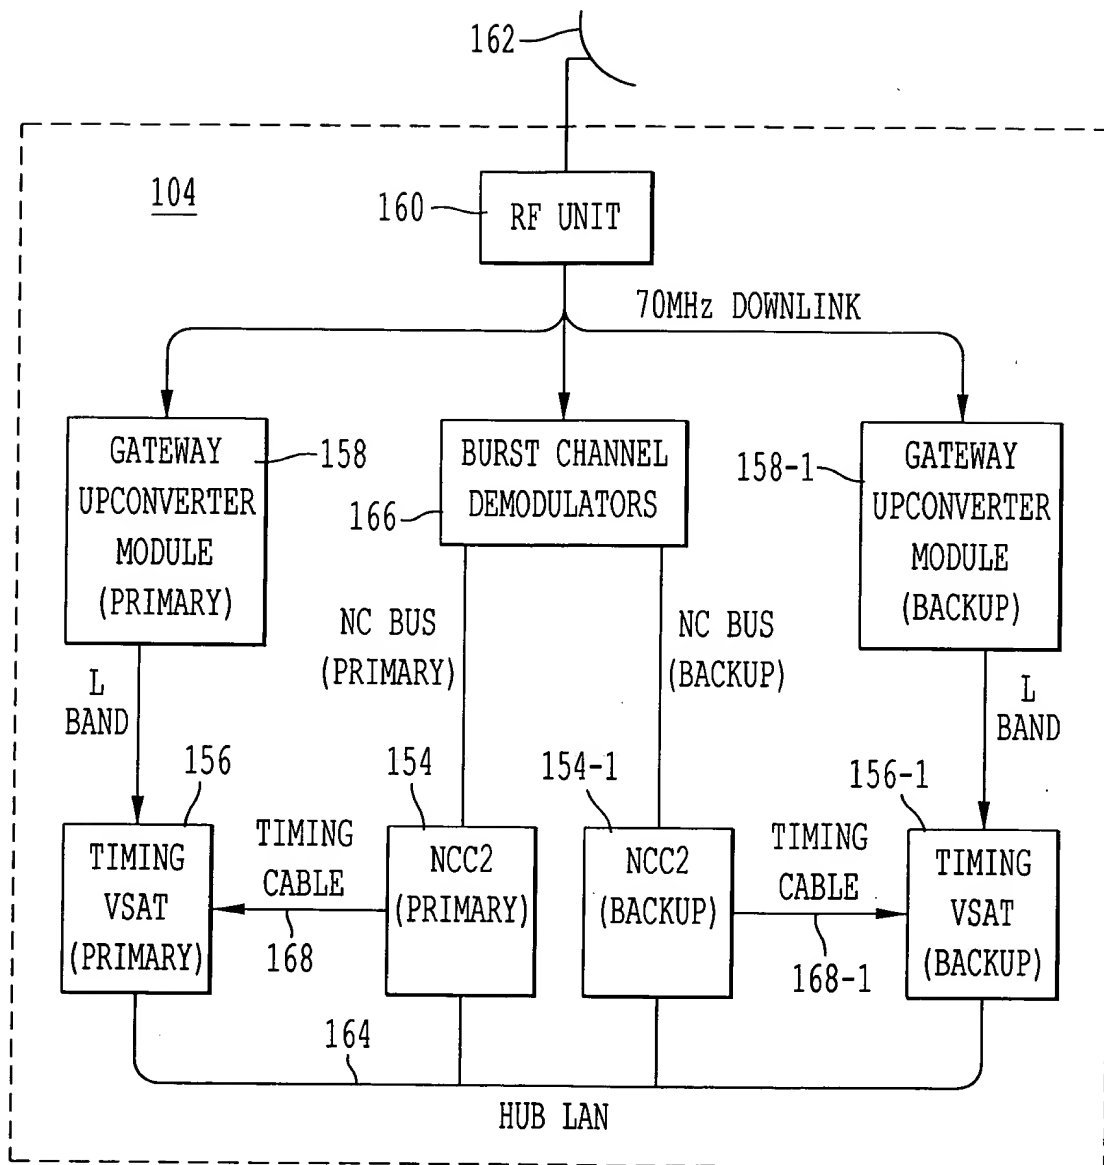 162
104
160
RF UNIT
70MHz DOWNLINK
GATEWAY
UPCONVERTER
MODULE
(PRIMARY)
158
BURST CHANNEL
DEMODULATORS
166
158-1
GATEWAY
UPCONVERTER
MODULE
(BACKUP)
NC BUS
(PRIMARY)
NC BUS
(BACKUP)
L
BAND
L
BAND
156
154
154-1
156-1
TIMING
VSAT
(PRIMARY)
TIMING
CABLE
168
NCC2
(PRIMARY)
NCC2
(BACKUP)
TIMING
CABLE
168-1
TIMING
VSAT
(BACKUP)
164
HUB LAN